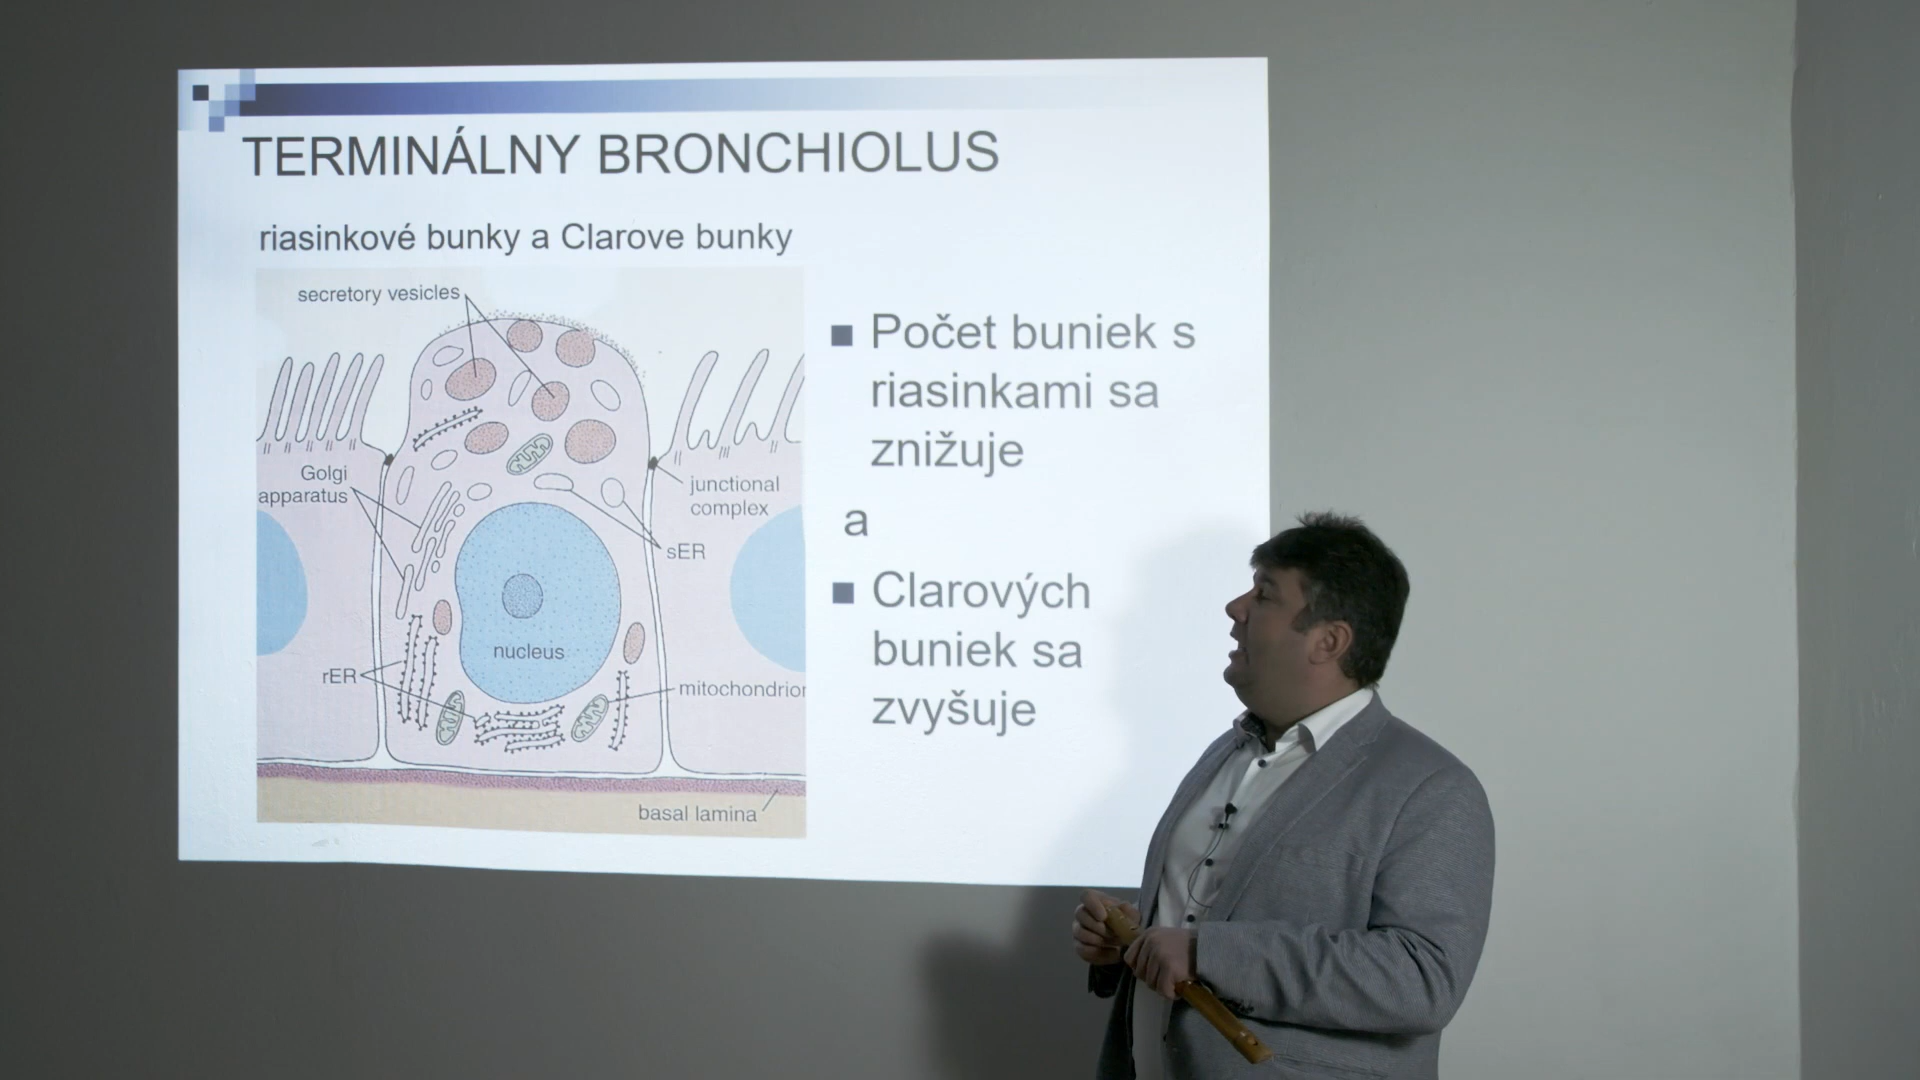 TERMINÁLNY BRONCHIOLUS
riasinkové bunky a Clarove bunky
secretory vesicles
Golgi
apparatus
junctional
complex
sER
nucleus
rER
mitochondrion
basal lamina
Počet buniek s
riasinkami sa
znižuje
a
Clarových
buniek sa
zvyšuje